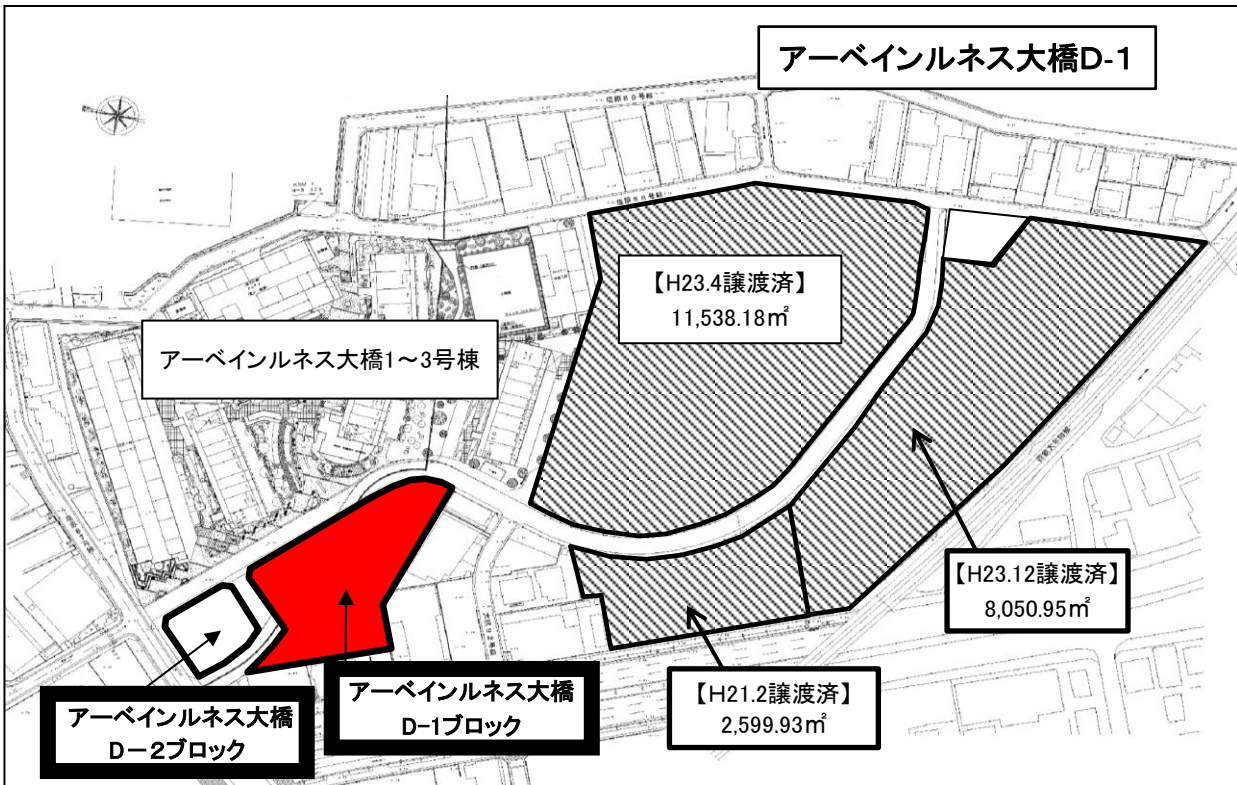 アーベインルネス大橋D-1
【H23.4譲渡済】
11,538.18㎡
アーベインルネス大橋1～3号棟
【H23.12譲渡済】
8,050.95㎡
【H21.2譲渡済】
2,599.93㎡
アーベインルネス大橋
D-1ブロック
アーベインルネス大橋
D－2ブロック